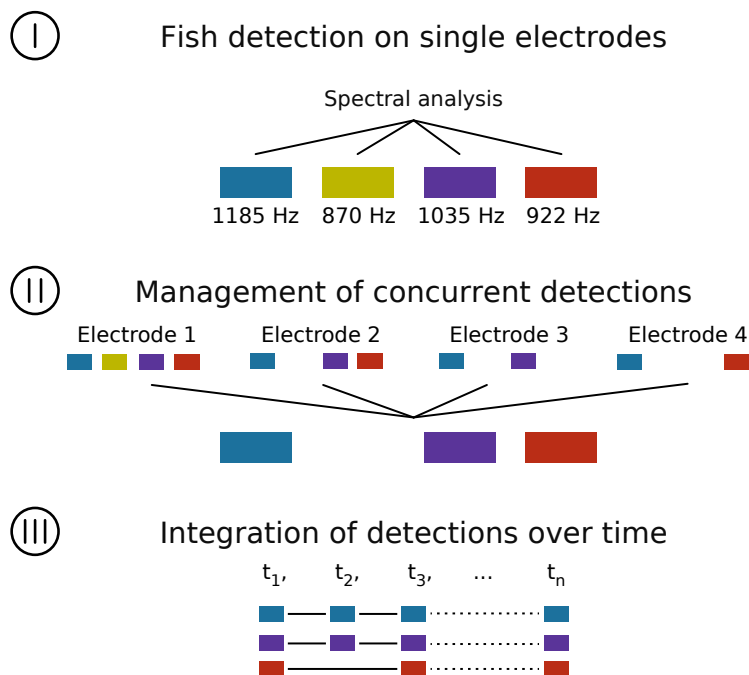 I Fish detection on single electrodes
Spectral analysis
1185 Hz 870 Hz 1035 Hz 922 Hz
II Management of concurrent detections
Electrode 1 Electrode 2 Electrode 3 Electrode 4
III Integration of detections over time
t1, t2, t3, ... tn